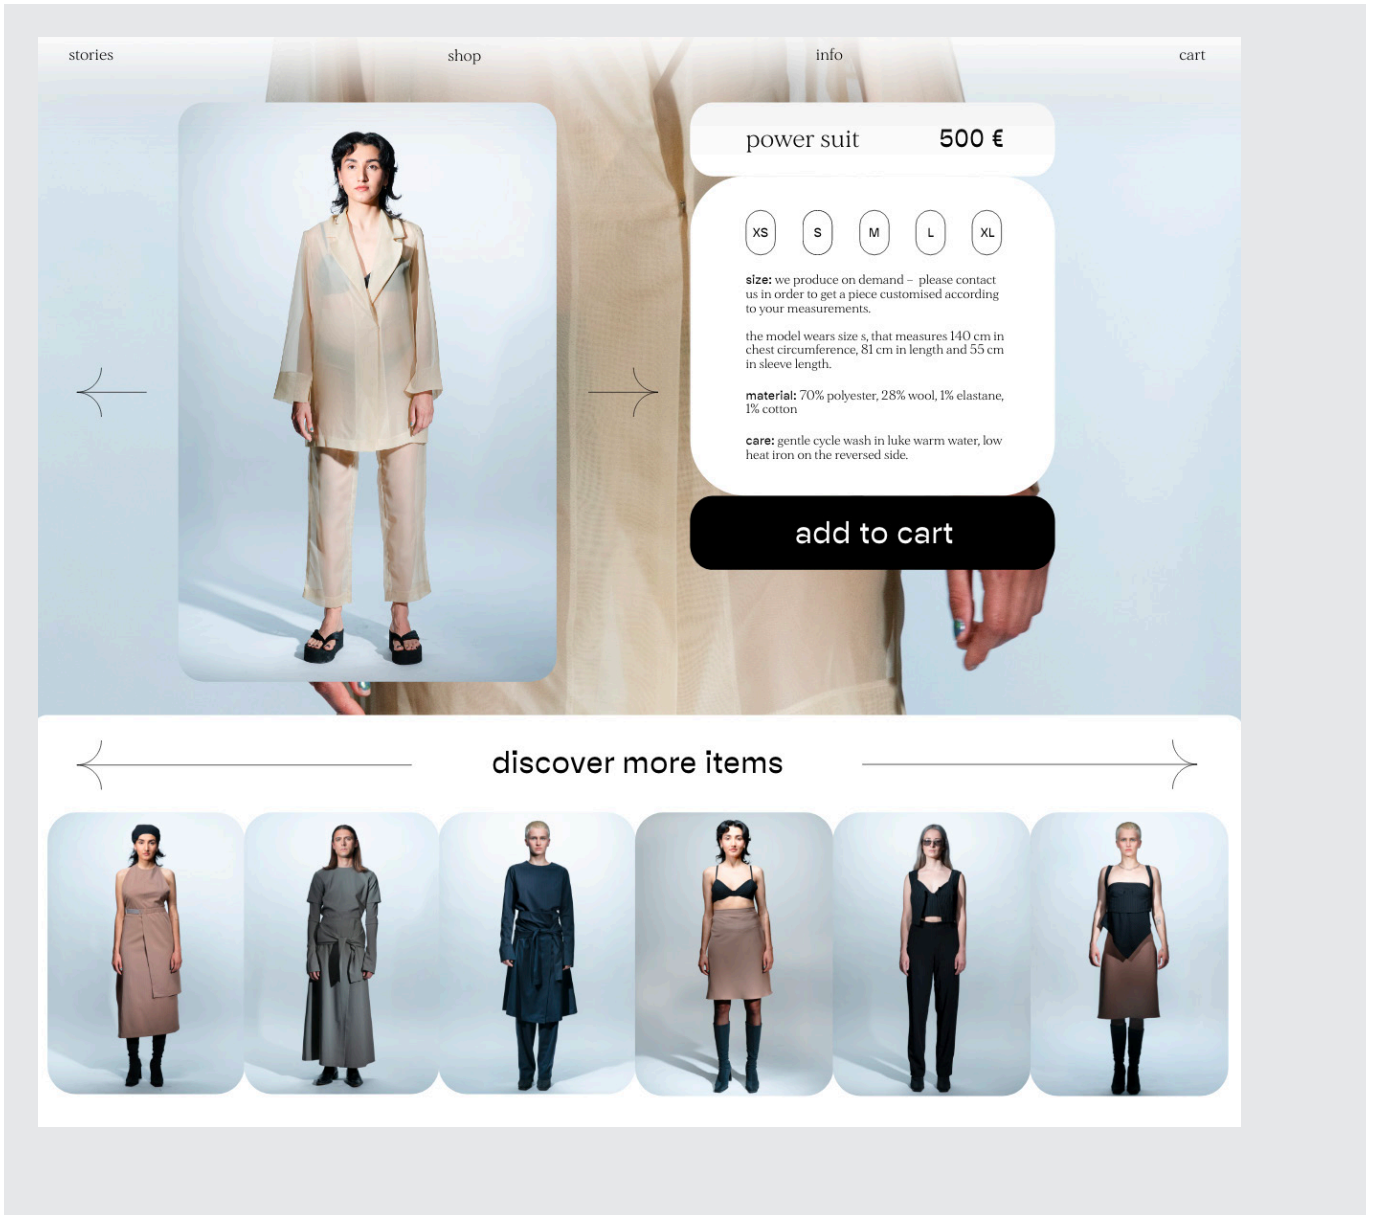 stories shop info cart
power suit 500 €
XS S M L XL
size: we produce on demand – please contact
us in order to get a piece customised according
to your measurements.
the model wears size s, that measures 140 cm in
chest circumference, 81 cm in length and 55 cm
in sleeve length.
material: 70% polyester, 28% wool, 1% elastane,
1% cotton
care: gentle cycle wash in luke warm water, low
heat iron on the reversed side.
add to cart
discover more items